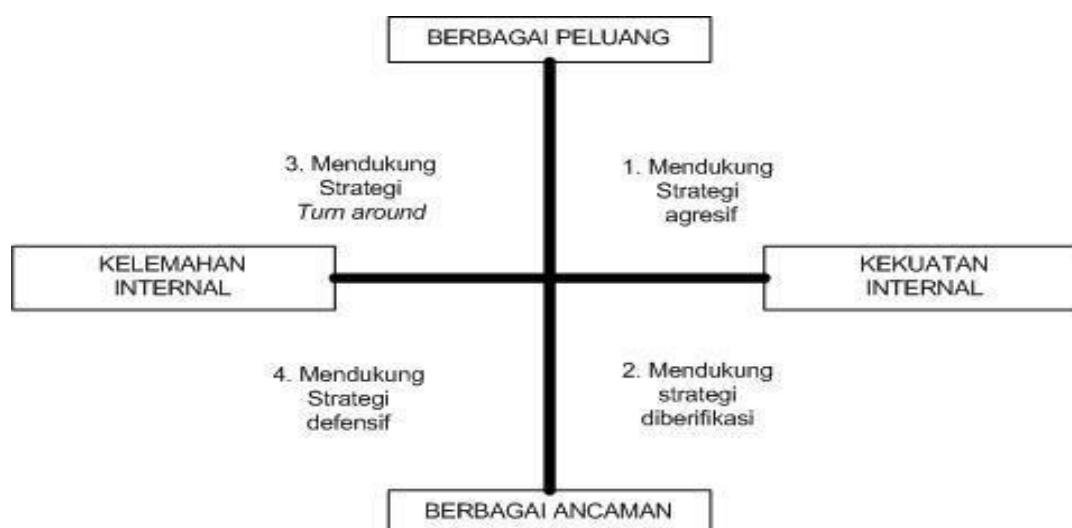 BERBAGAI PELUANG
3. Mendukung
Strategi
Turn around
1. Mendukung
Strategi
agresif
KELEMAHAN
INTERNAL
KEKUATAN
INTERNAL
4. Mendukung
Strategi
defensif
2. Mendukung
strategi
diberifikasi
BERBAGAI ANCAMAN